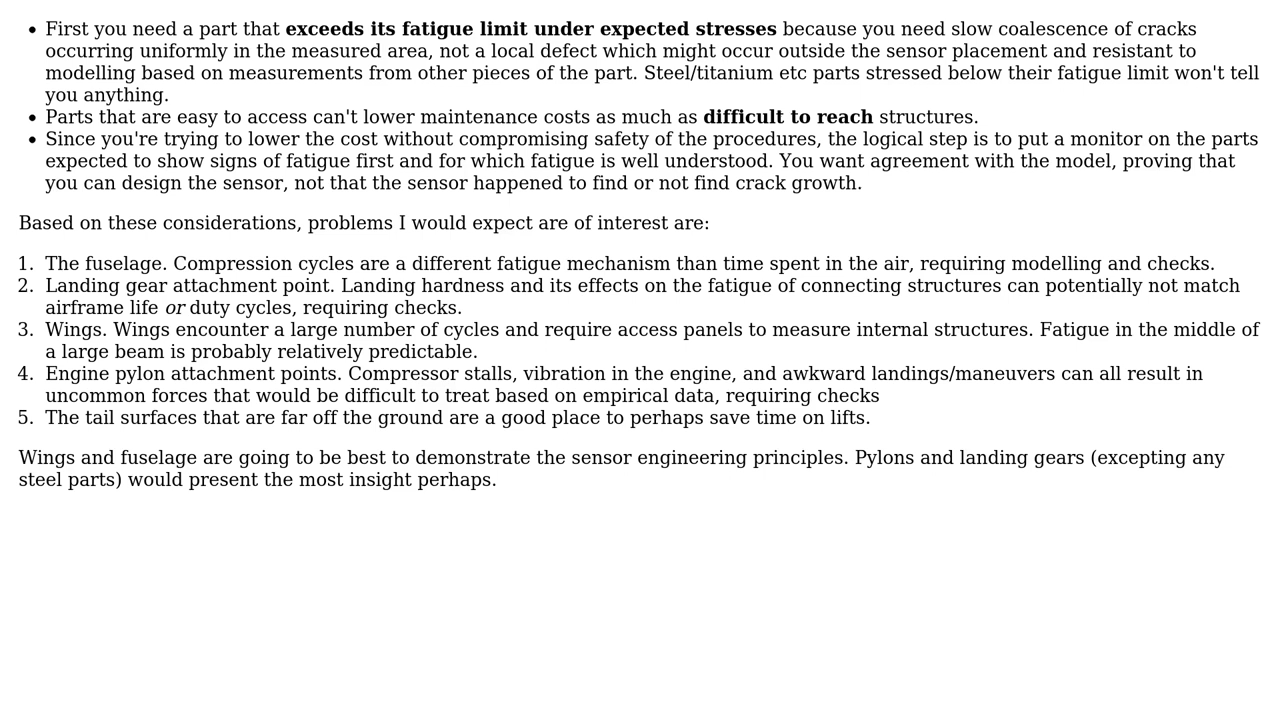 • First you need a part that exceeds its fatigue limit under expected stresses because you need slow coalescence of cracks
occurring uniformly in the measured area, not a local defect which might occur outside the sensor placement and resistant to
modelling based on measurements from other pieces of the part. Steel/titanium etc parts stressed below their fatigue limit won't tell
you anything.
• Parts that are easy to access can't lower maintenance costs as much as difficult to reach structures.
• Since you're trying to lower the cost without compromising safety of the procedures, the logical step is to put a monitor on the parts
expected to show signs of fatigue first and for which fatigue is well understood. You want agreement with the model, proving that
you can design the sensor, not that the sensor happened to find or not find crack growth.
Based on these considerations, problems I would expect are of interest are:
1. The fuselage. Compression cycles are a different fatigue mechanism than time spent in the air, requiring modelling and checks.
2. Landing gear attachment point. Landing hardness and its effects on the fatigue of connecting structures can potentially not match
airframe life or duty cycles, requiring checks.
3. Wings. Wings encounter a large number of cycles and require access panels to measure internal structures. Fatigue in the middle of
a large beam is probably relatively predictable.
4. Engine pylon attachment points. Compressor stalls, vibration in the engine, and awkward landings/maneuvers can all result in
uncommon forces that would be difficult to treat based on empirical data, requiring checks
5. The tail surfaces that are far off the ground are a good place to perhaps save time on lifts.
Wings and fuselage are going to be best to demonstrate the sensor engineering principles. Pylons and landing gears (excepting any
steel parts) would present the most insight perhaps.